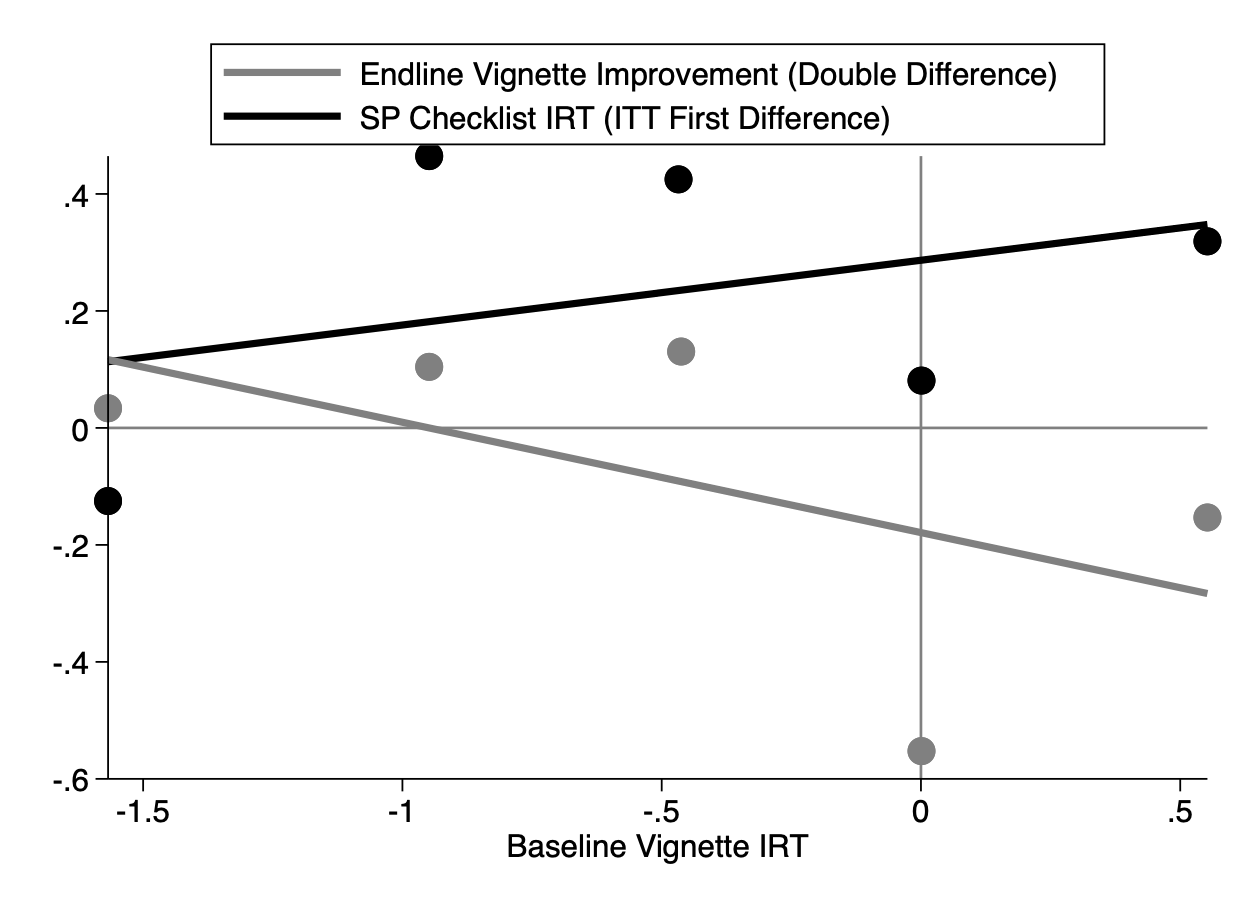 Endline Vignette Improvement (Double Difference)
SP Checklist IRT (ITT First Difference)
.4
.2
0
-.2
-.4
-.6
-1.5 -1 -.5 0 .5
Baseline Vignette IRT